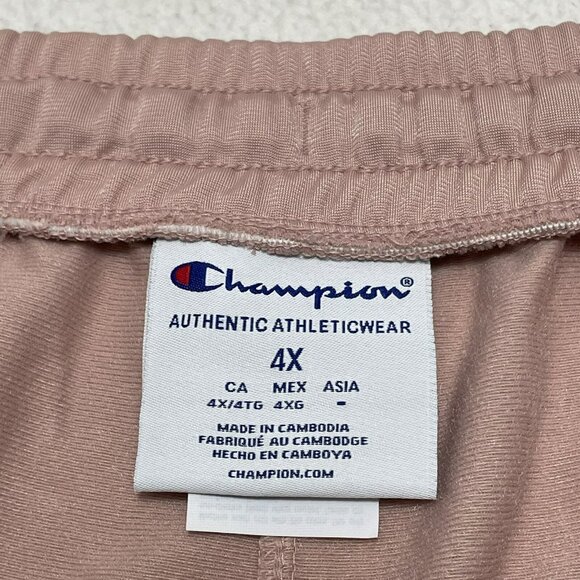 Champion®
AUTHENTIC ATHLETICWEAR
4X
CA MEX ASIA
4X/4TG 4XG -
MADE IN CAMBODIA
FABRIQUÉ AU CAMBODGE
HECHO EN CAMBOYA
CHAMPION.COM